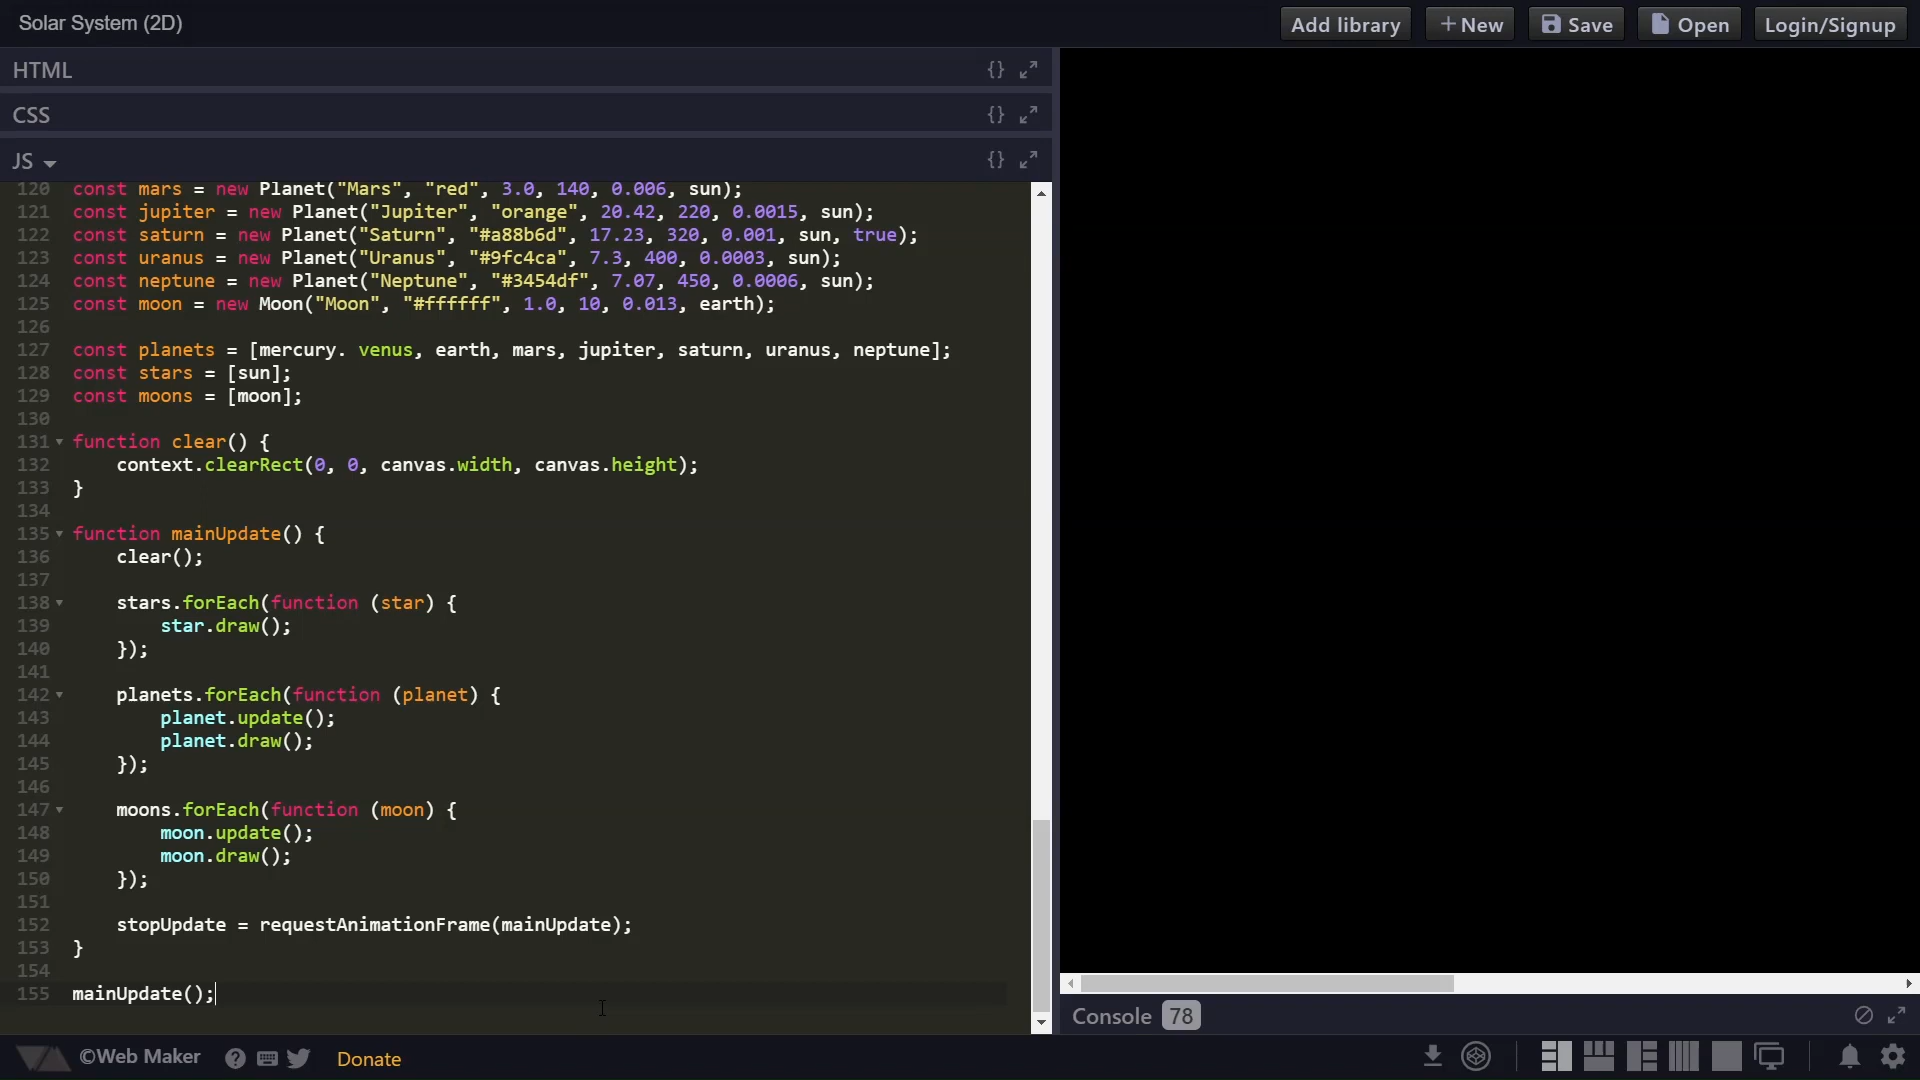 Solar System (2D)
Add library
+ New
Save
Open
Login/Signup
HTML
{}
CSS
{}
JS
{}
120 const mars = new Planet("Mars", "red", 3.0, 140, 0.006, sun);
121 const jupiter = new Planet("Jupiter", "orange", 20.42, 220, 0.0015, sun);
122 const saturn = new Planet("Saturn", "#a88b6d", 17.23, 320, 0.001, sun, true);
123 const uranus = new Planet("Uranus", "#9fc4ca", 7.3, 400, 0.0003, sun);
124 const neptune = new Planet("Neptune", "#3454df", 7.07, 450, 0.0006, sun);
125 const moon = new Moon("Moon", "#ffffff", 1.0, 10, 0.013, earth);
126
127 const planets = [mercury. venus, earth, mars, jupiter, saturn, uranus, neptune];
128 const stars = [sun];
129 const moons = [moon];
130
131 function clear() {
132 context.clearRect(0, 0, canvas.width, canvas.height);
133 }
134
135 function mainUpdate() {
136 clear();
137
138 stars.forEach(function (star) {
139 star.draw();
140 });
141
142 planets.forEach(function (planet) {
143 planet.update();
144 planet.draw();
145 });
146
147 moons.forEach(function (moon) {
148 moon.update();
149 moon.draw();
150 });
151
152 stopUpdate = requestAnimationFrame(mainUpdate);
153 }
154
155 mainUpdate();
Console 78
©Web Maker
?
Donate